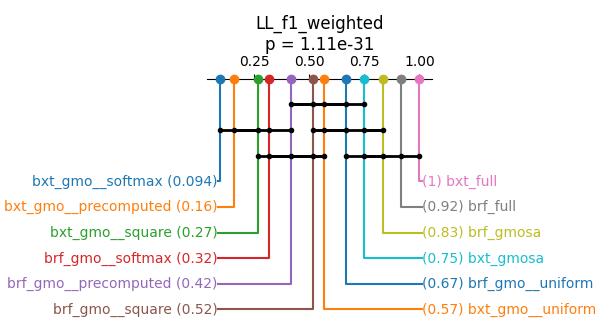 LL_f1_weighted
p = 1.11e-31
0.25 0.50 0.75 1.00
bxt_gmo__softmax (0.094) (1) bxt_full
bxt_gmo__precomputed (0.16) (0.92) brf_full
bxt_gmo__square (0.27) (0.83) brf_gmosa
brf_gmo__softmax (0.32) (0.75) bxt_gmosa
brf_gmo__precomputed (0.42) (0.67) brf_gmo__uniform
brf_gmo__square (0.52) (0.57) bxt_gmo__uniform